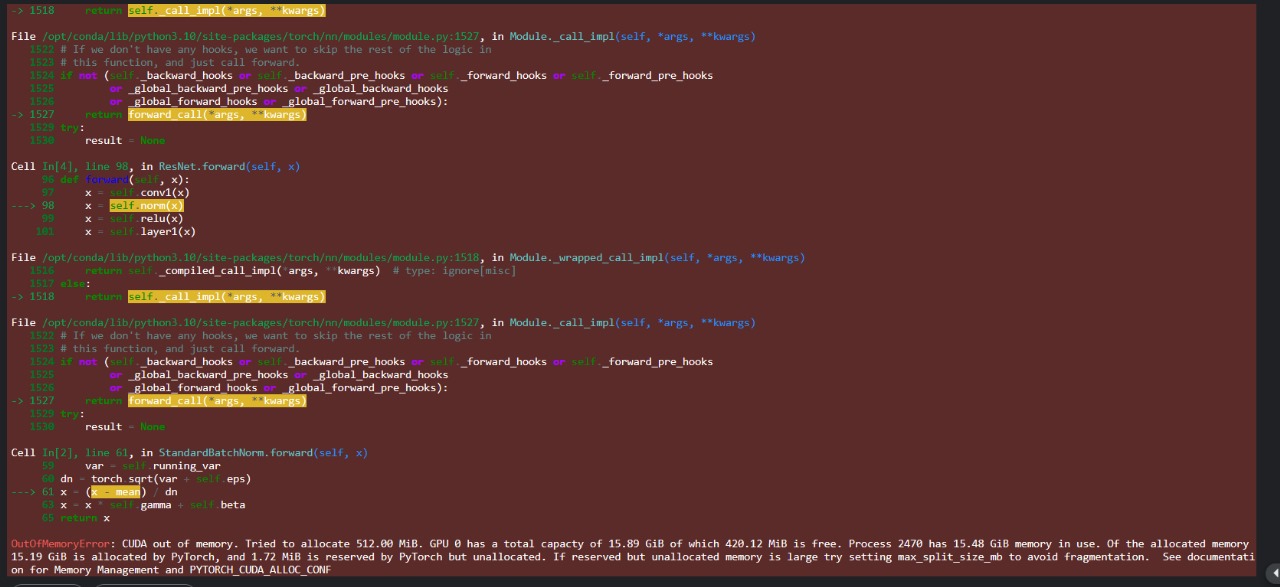 -> 1518     return self._call_impl(*args, **kwargs)
File /opt/conda/lib/python3.10/site-packages/torch/nn/modules/module.py:1527, in Module._call_impl(self, *args, **kwargs)
1522 # If we don't have any hooks, we want to skip the rest of the logic in
1523 # this function, and just call forward.
1524 if not (self._backward_hooks or self._backward_pre_hooks or self._forward_hooks or self._forward_pre_hooks
1525         or _global_backward_pre_hooks or _global_backward_hooks
1526         or _global_forward_hooks or _global_forward_pre_hooks):
-> 1527     return forward_call(*args, **kwargs)
1529 try:
1530     result = None
Cell In[4], line 98, in ResNet.forward(self, x)
96 def forward(self, x):
97     x = self.conv1(x)
---> 98     x = self.norm(x)
99     x = self.relu(x)
101     x = self.layer1(x)
File /opt/conda/lib/python3.10/site-packages/torch/nn/modules/module.py:1518, in Module._wrapped_call_impl(self, *args, **kwargs)
1516     return self._compiled_call_impl(*args, **kwargs)  # type: ignore[misc]
1517 else:
-> 1518     return self._call_impl(*args, **kwargs)
File /opt/conda/lib/python3.10/site-packages/torch/nn/modules/module.py:1527, in Module._call_impl(self, *args, **kwargs)
1522 # If we don't have any hooks, we want to skip the rest of the logic in
1523 # this function, and just call forward.
1524 if not (self._backward_hooks or self._backward_pre_hooks or self._forward_hooks or self._forward_pre_hooks
1525         or _global_backward_pre_hooks or _global_backward_hooks
1526         or _global_forward_hooks or _global_forward_pre_hooks):
-> 1527     return forward_call(*args, **kwargs)
1529 try:
1530     result = None
Cell In[2], line 61, in StandardBatchNorm.forward(self, x)
59     var = self.running_var
60 dn = torch.sqrt(var + self.eps)
---> 61 x = (x - mean) / dn
63 x = x * self.gamma + self.beta
65 return x
OutOfMemoryError: CUDA out of memory. Tried to allocate 512.00 MiB. GPU 0 has a total capacty of 15.89 GiB of which 420.12 MiB is free. Process 2470 has 15.48 GiB memory in use. Of the allocated memory
15.19 GiB is allocated by PyTorch, and 1.72 MiB is reserved by PyTorch but unallocated. If reserved but unallocated memory is large try setting max_split_size_mb to avoid fragmentation.  See documentati
on for Memory Management and PYTORCH_CUDA_ALLOC_CONF